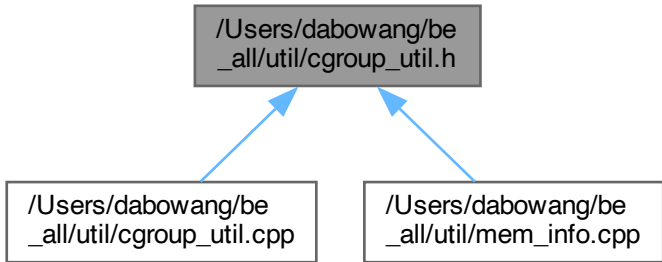 /Users/dabowang/be
_all/util/cgroup_util.h
/Users/dabowang/be
_all/util/cgroup_util.cpp
/Users/dabowang/be
_all/util/mem_info.cpp